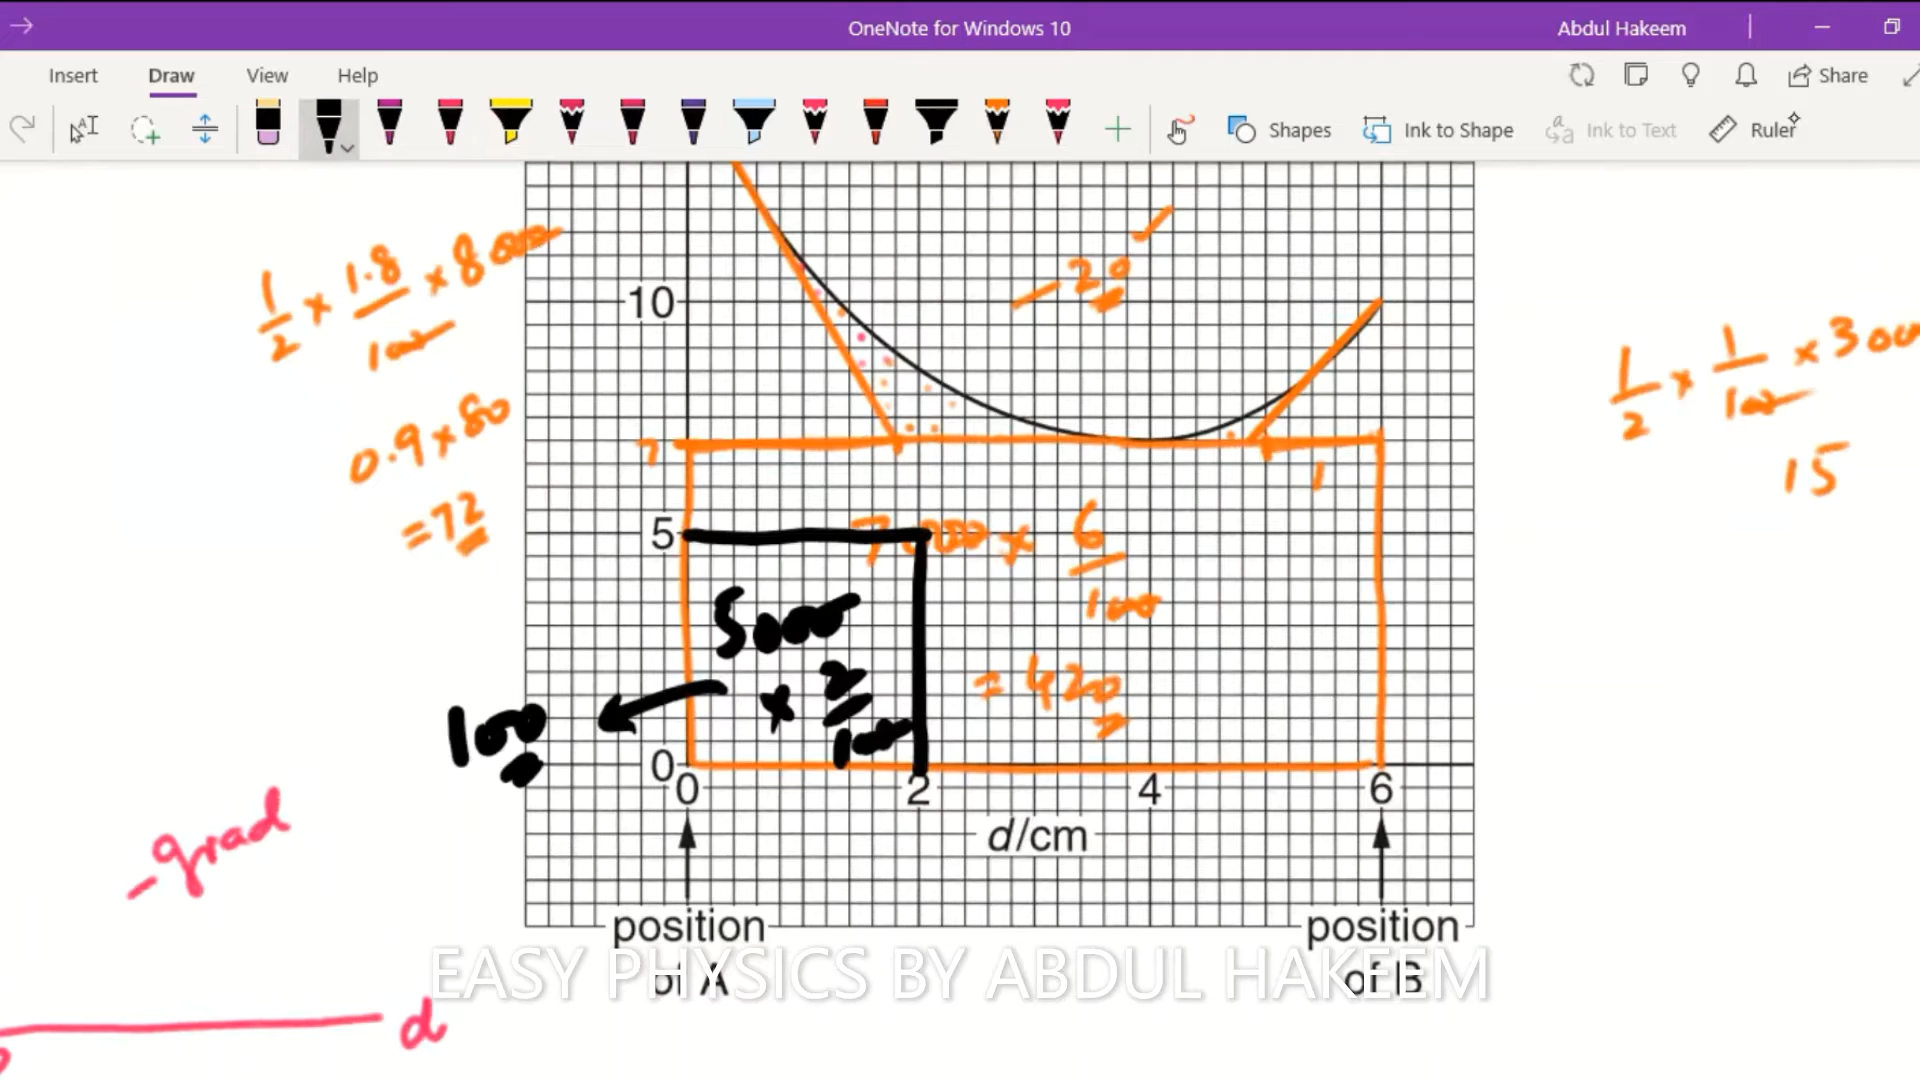 OneNote for Windows 10
Abdul Hakeem
Insert Draw View Help
Share
Shapes Ink to Shape Ink to Text Ruler
1/2 × 1.8/100 × 8000
0.9 × 80
= 72
-20
10
1/2 × 1/100 × 300
15
7
1
5
7000 × 6/100
= 420
5000
× 2/100
100
0
0 2 4 6
d/cm
-grad
position
of A
position
of B
EASY PHYSICS BY ABDUL HAKEEM
d